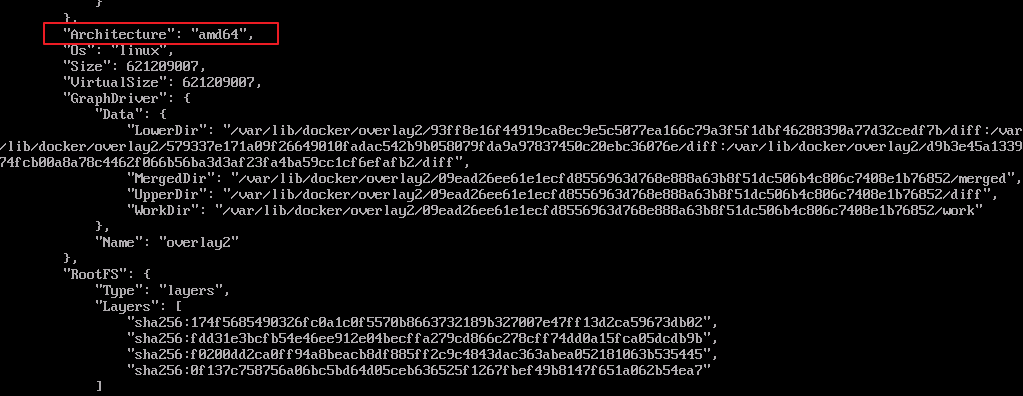 }
},
"Architecture": "amd64",
"Os": "linux",
"Size": 621209007,
"VirtualSize": 621209007,
"GraphDriver": {
"Data": {
"LowerDir": "/var/lib/docker/overlay2/93ff8e16f44919ca8ec9e5c5077ea166c79a3f5f1dbf46288390a77d32cedf7b/diff:/var
/lib/docker/overlay2/579337e171a09f26649010fadac542b9b058079fda9a97837450c20ebc36076e/diff:/var/lib/docker/overlay2/d9b3e45a1339
74fcb00a8a78c4462f066b56ba3d3af23fa4ba59cc1cf6efafb2/diff",
"MergedDir": "/var/lib/docker/overlay2/09ead26ee61e1ecfd8556963d768e888a63b8f51dc506b4c806c7408e1b76852/merged",
"UpperDir": "/var/lib/docker/overlay2/09ead26ee61e1ecfd8556963d768e888a63b8f51dc506b4c806c7408e1b76852/diff",
"WorkDir": "/var/lib/docker/overlay2/09ead26ee61e1ecfd8556963d768e888a63b8f51dc506b4c806c7408e1b76852/work"
},
"Name": "overlay2"
},
"RootFS": {
"Type": "layers",
"Layers": [
"sha256:174f5685490326fc0a1c0f5570b8663732189b327007e47ff13d2ca59673db02",
"sha256:fdd31e3bcfb54e46ee912e04becffa279cd866c278cff74dd0a15fca05dcdb9b",
"sha256:f0200dd2ca0ff94a8beacb8df885ff2c9c4843dac363abea052181063b535445",
"sha256:0f137c758756a06bc5bd64d05ceb636525f1267fbef49b8147f651a062b54ea7"
]